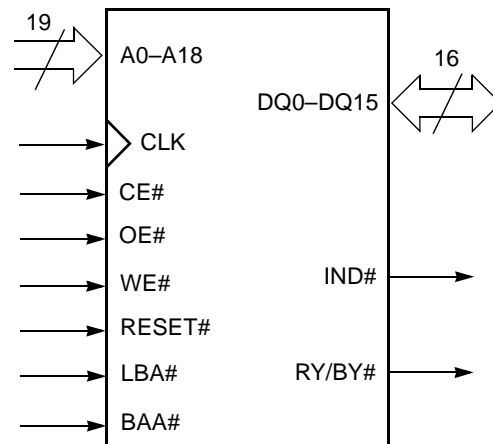 19
A0–A18
16
DQ0–DQ15
CLK
CE#
OE#
WE#
IND#
RESET#
LBA#
RY/BY#
BAA#